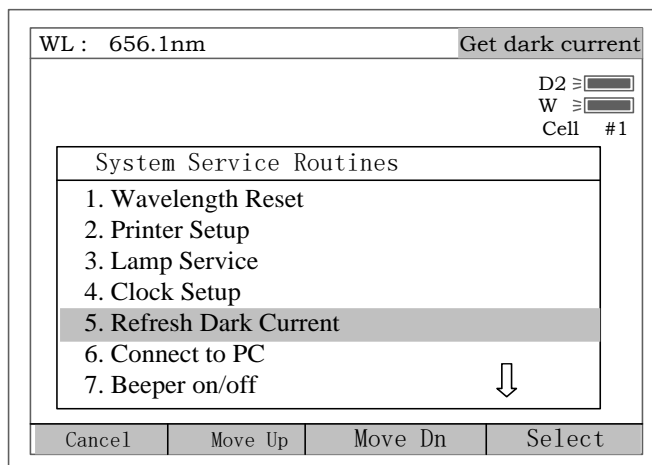 WL : 656.1nm Get dark current
D2
W
Cell #1
System Service Routines
1. Wavelength Reset
2. Printer Setup
3. Lamp Service
4. Clock Setup
5. Refresh Dark Current
6. Connect to PC
7. Beeper on/off
Cancel Move Up Move Dn Select